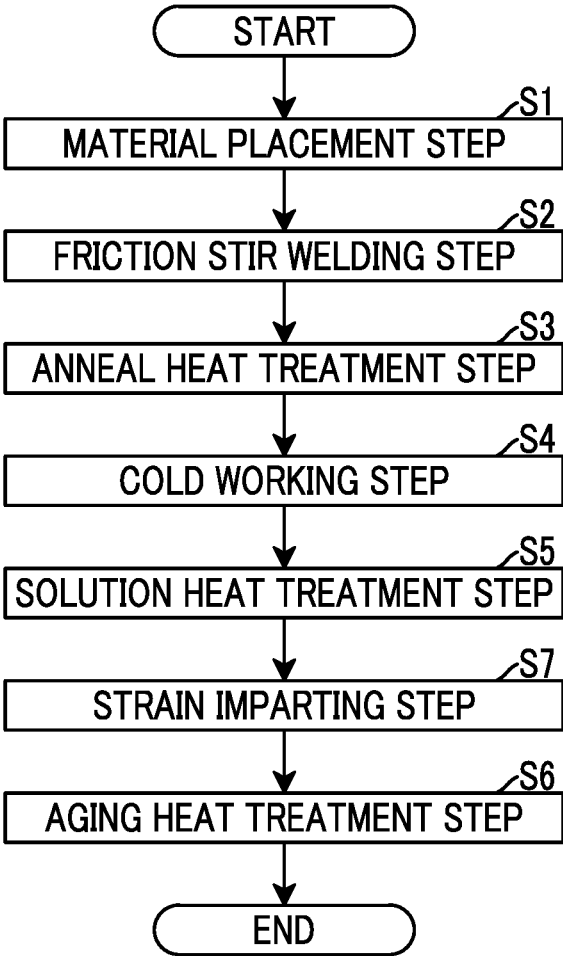 START
S1
MATERIAL PLACEMENT STEP
S2
FRICTION STIR WELDING STEP
S3
ANNEAL HEAT TREATMENT STEP
S4
COLD WORKING STEP
S5
SOLUTION HEAT TREATMENT STEP
S7
STRAIN IMPARTING STEP
S6
AGING HEAT TREATMENT STEP
END